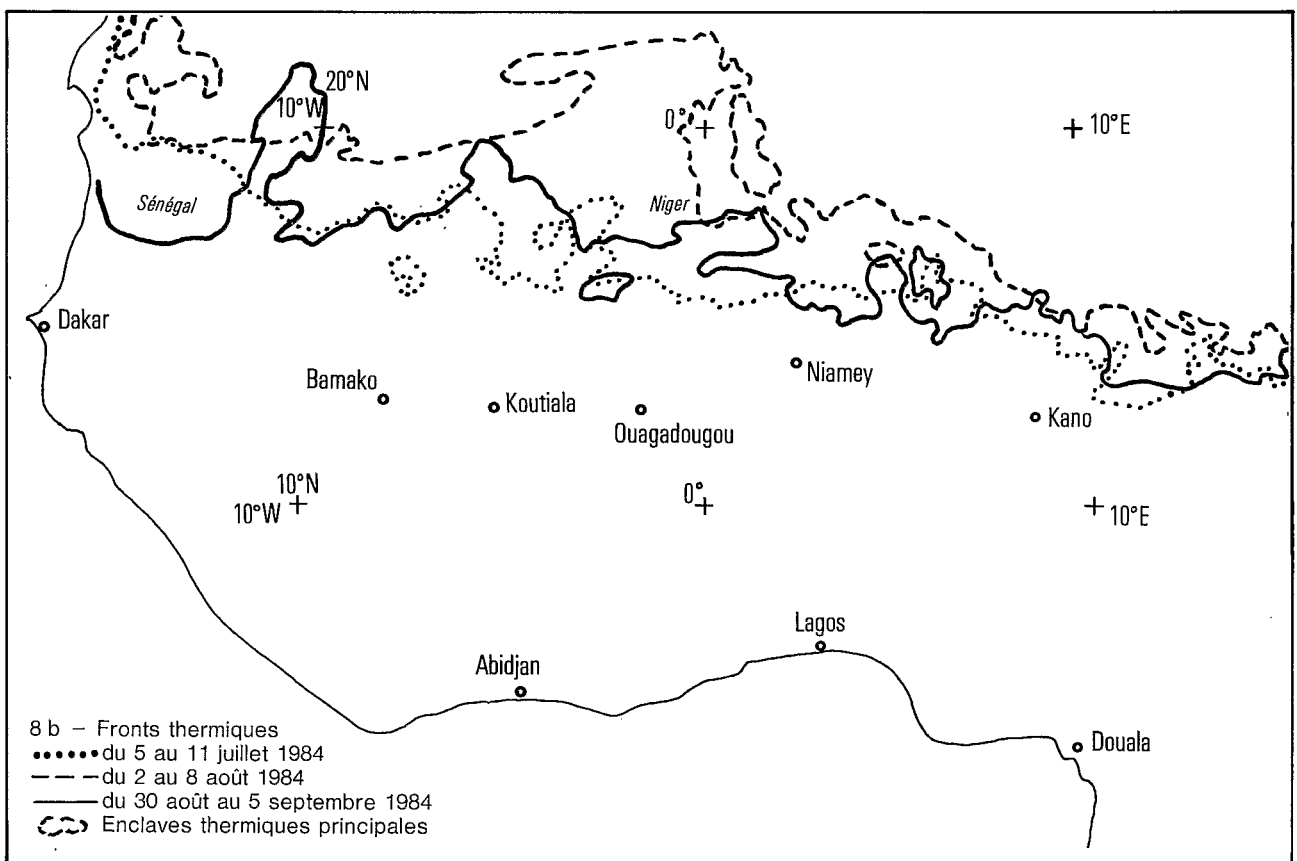 20°N
10°W
0°
10°E
Sénégal
Niger
Dakar
Bamako
Koutiala
Ouagadougou
Niamey
Kano
10°N
10°W
0°
10°E
Lagos
Abidjan
Douala
8 b – Fronts thermiques
du 5 au 11 juillet 1984
du 2 au 8 août 1984
du 30 août au 5 septembre 1984
Enclaves thermiques principales